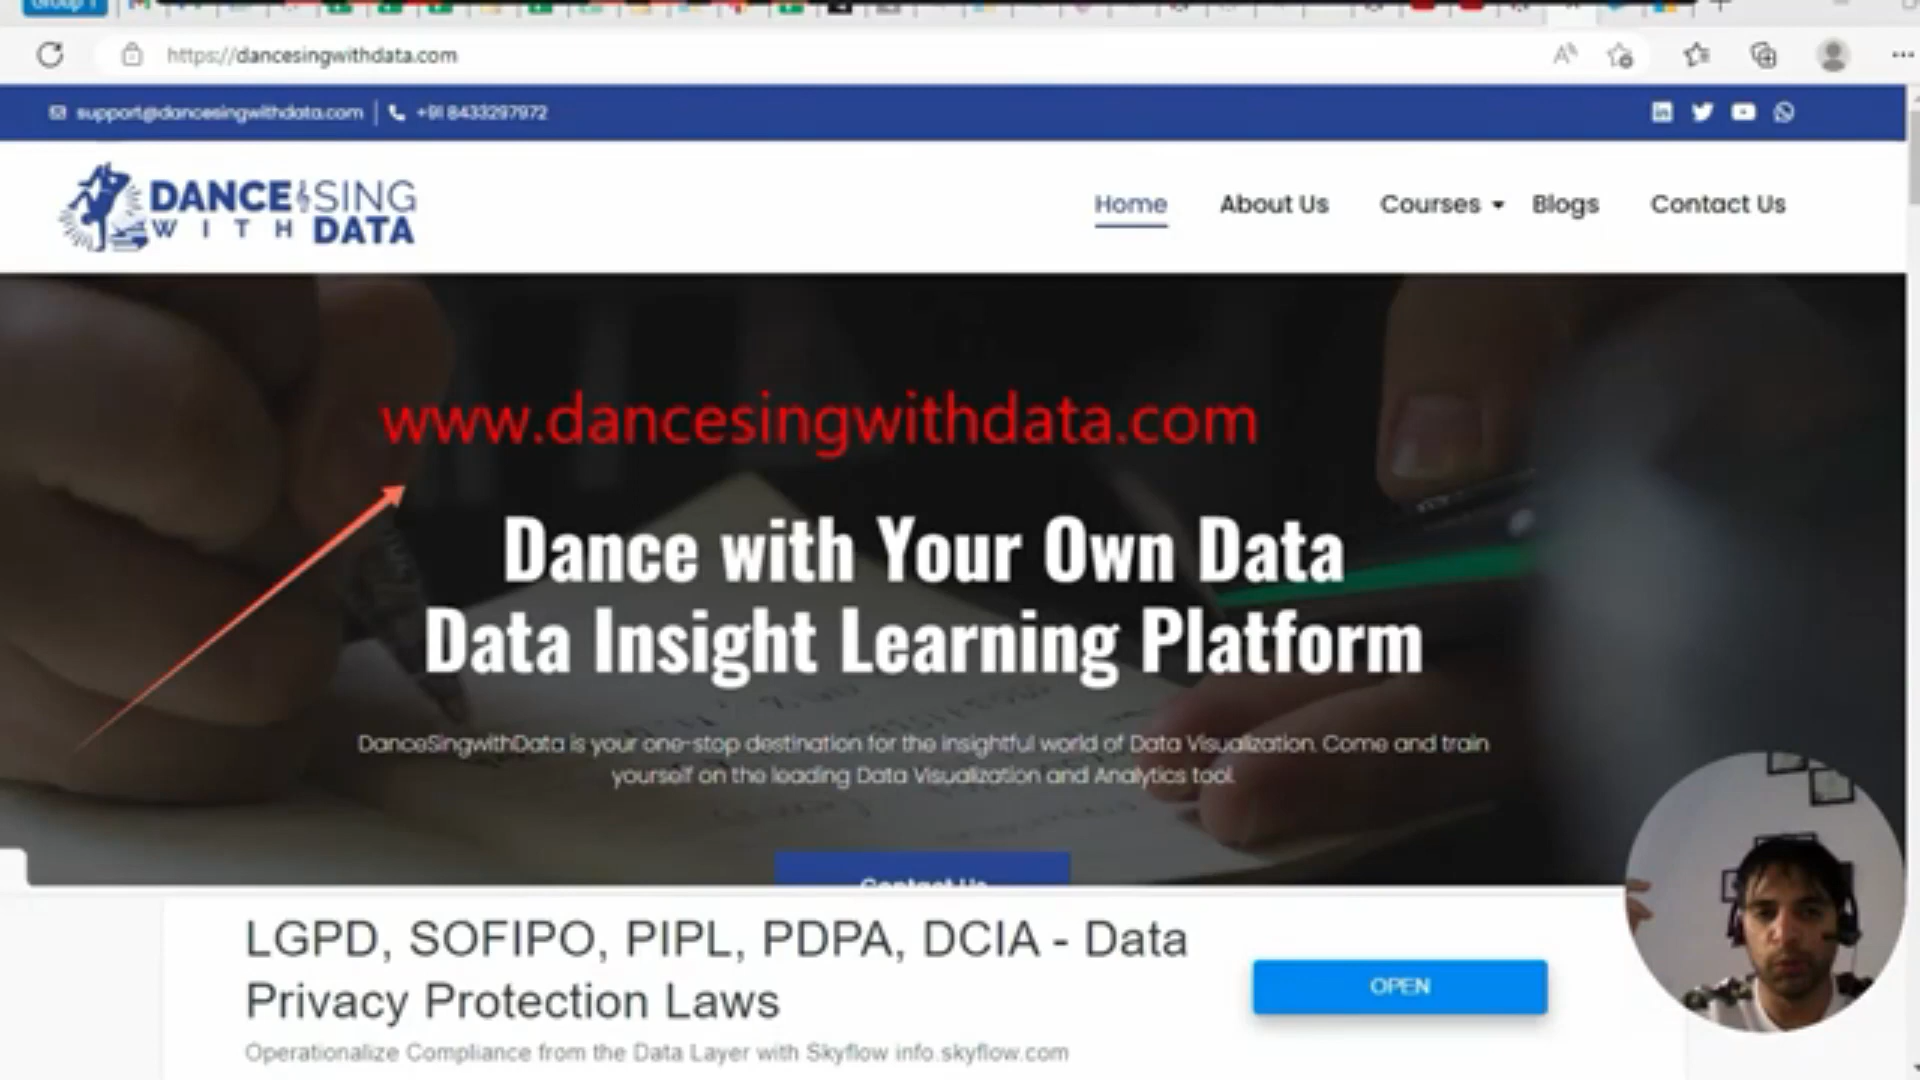 Group 1
https://dancesingwithdata.com
support@dancesingwithdata.com | +91 8433297972
DANCE SING
WITH DATA
Home About Us Courses Blogs Contact Us
www.dancesingwithdata.com
Dance with Your Own Data
Data Insight Learning Platform
DanceSingwithData is your one-stop destination for the insightful world of Data Visualization. Come and train
yourself on the leading Data Visualization and Analytics tool.
Contact Us
LGPD, SOFIPO, PIPL, PDPA, DCIA - Data
Privacy Protection Laws
OPEN
Operationalize Compliance from the Data Layer with Skyflow info.skyflow.com